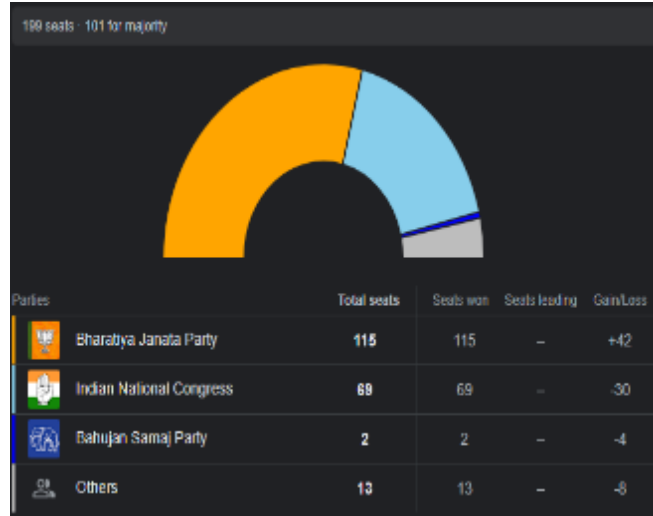 199 seats · 101 for majority
Parties Total seats Seats won Seats leading Gain/Loss
Bharatiya Janata Party 115 115 – +42
Indian National Congress 69 69 – -30
Bahujan Samaj Party 2 2 – -4
Others 13 13 – -8